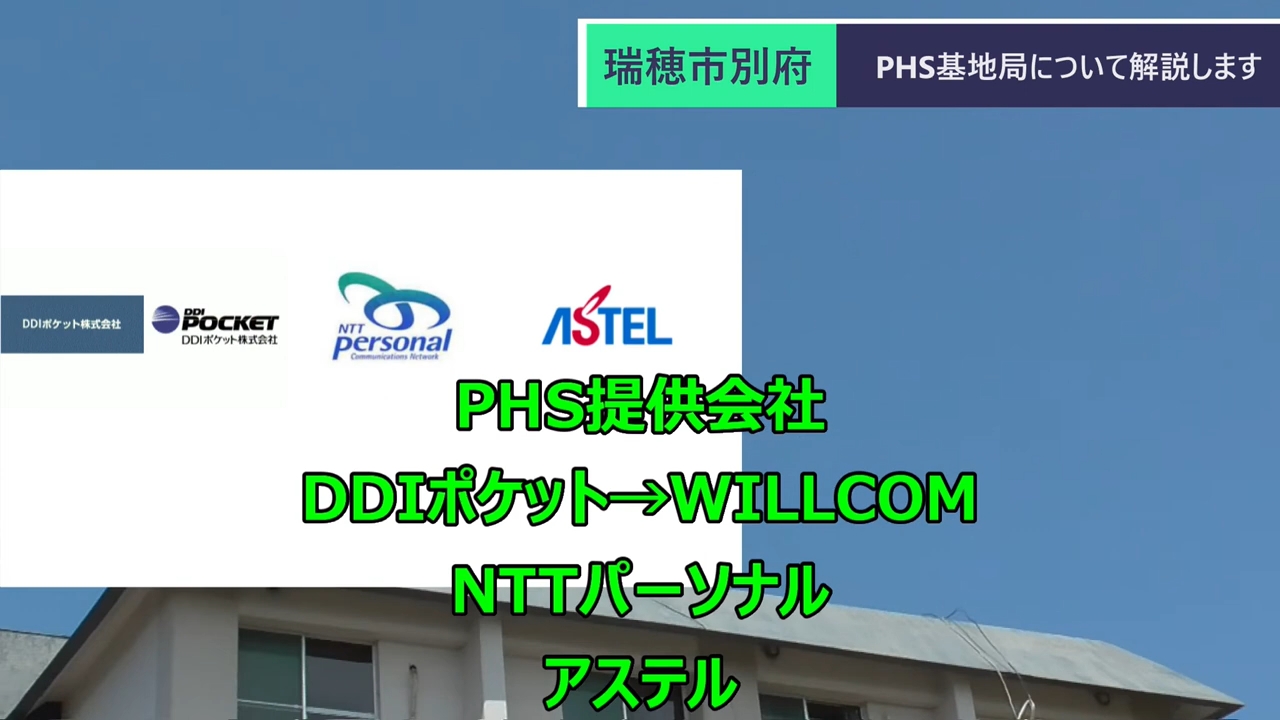 瑞穂市別府
PHS基地局について解説します
DDIポケット株式会社
DDI
POCKET
DDIポケット株式会社
NTT
personal
Communications Network
ASTEL
PHS提供会社
DDIポケット→WILLCOM
NTTパーソナル
アステル